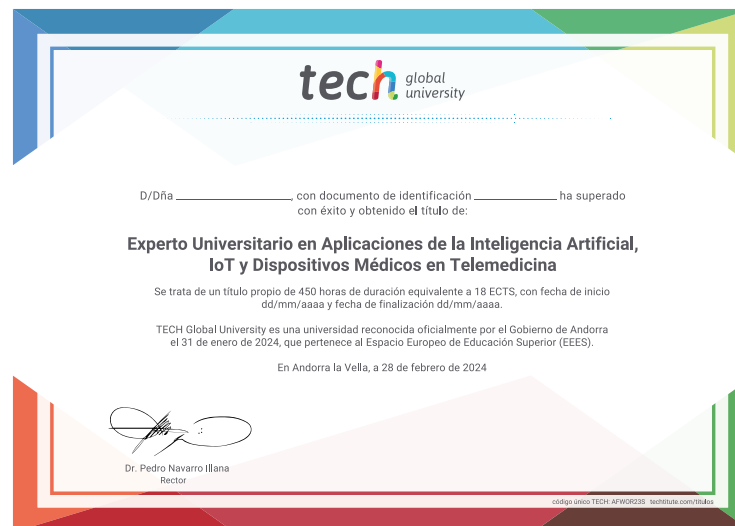 tech global university
D/Dña ____________________, con documento de identificación ______________ ha superado
con éxito y obtenido el título de:
Experto Universitario en Aplicaciones de la Inteligencia Artificial,
IoT y Dispositivos Médicos en Telemedicina
Se trata de un título propio de 450 horas de duración equivalente a 18 ECTS, con fecha de inicio
dd/mm/aaaa y fecha de finalización dd/mm/aaaa.
TECH Global University es una universidad reconocida oficialmente por el Gobierno de Andorra
el 31 de enero de 2024, que pertenece al Espacio Europeo de Educación Superior (EEES).
En Andorra la Vella, a 28 de febrero de 2024
Dr. Pedro Navarro Illana
Rector
código único TECH: AFWOR23S techtitute.com/titulos